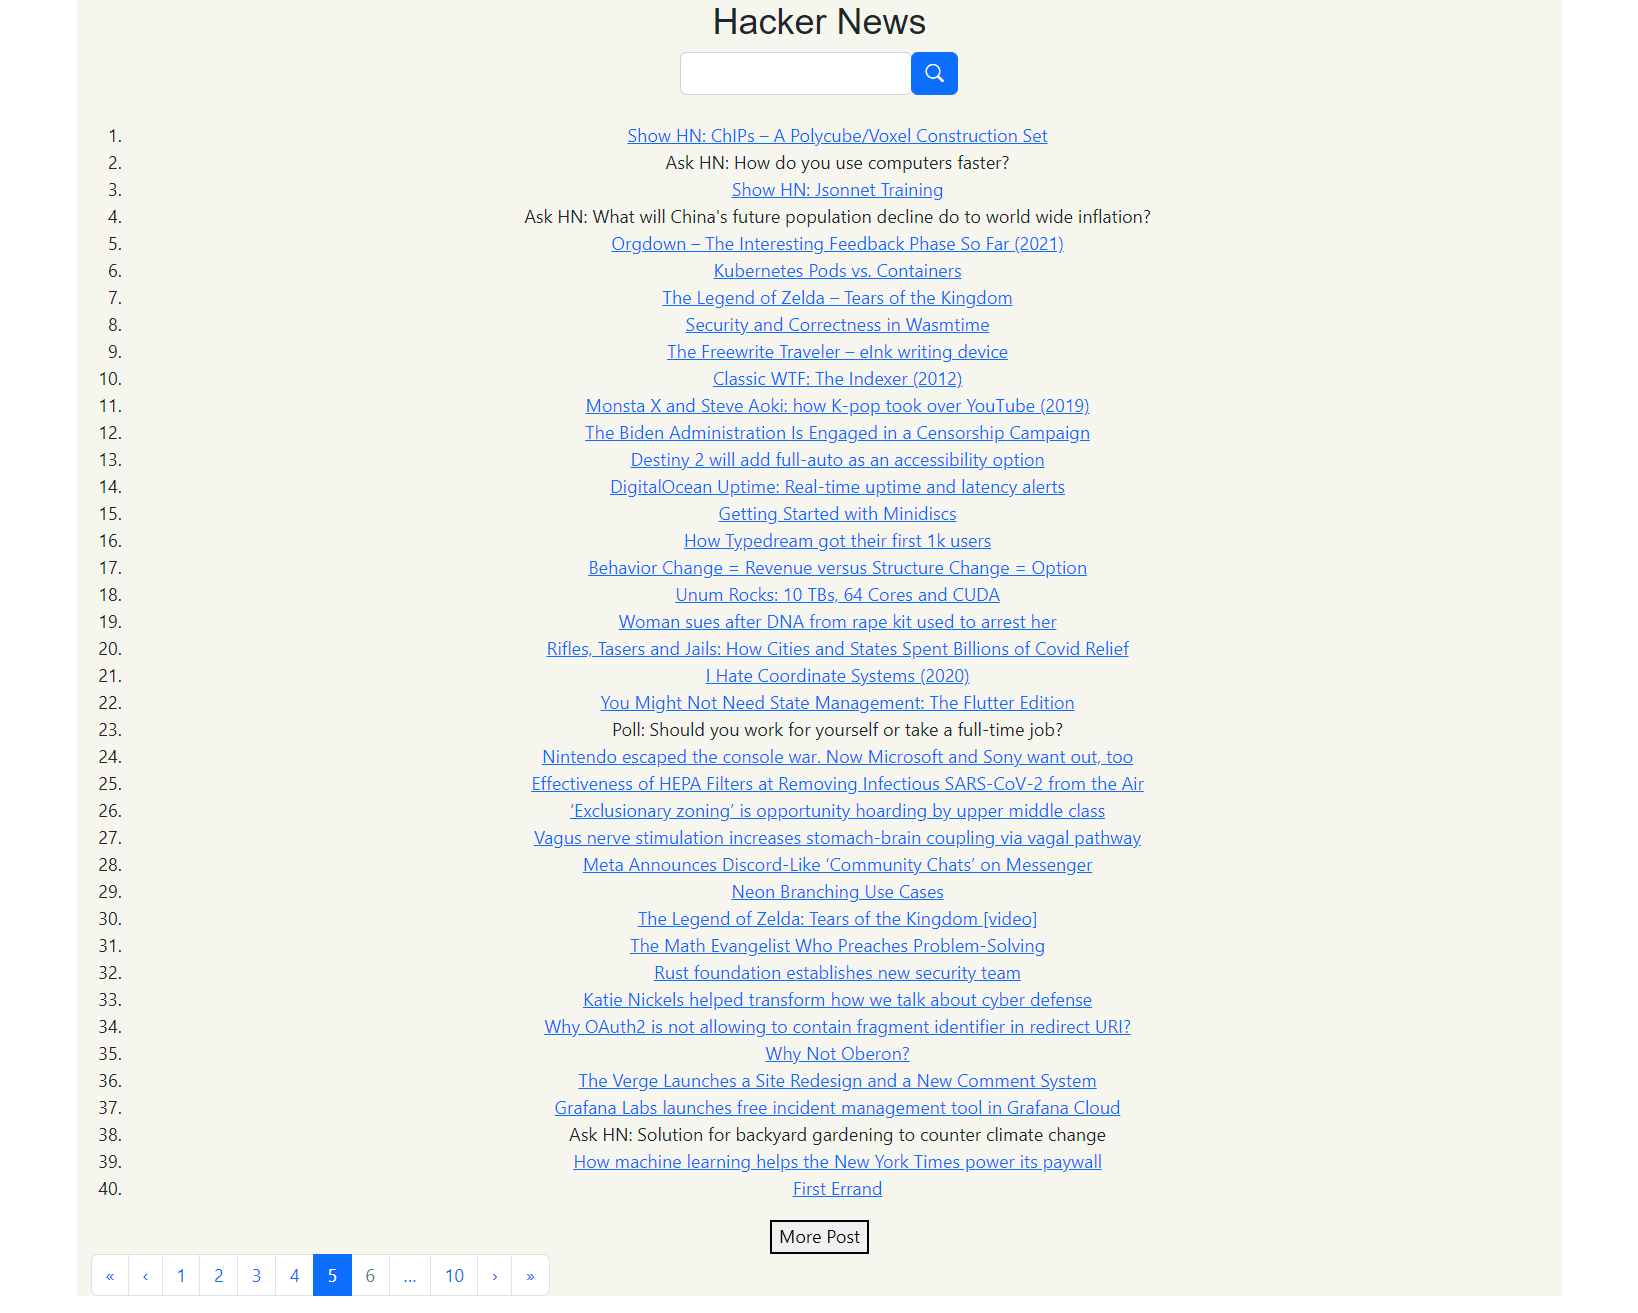 Hacker News
1. Show HN: ChIPs – A Polycube/Voxel Construction Set
2. Ask HN: How do you use computers faster?
3. Show HN: Jsonnet Training
4. Ask HN: What will China's future population decline do to world wide inflation?
5. Orgdown – The Interesting Feedback Phase So Far (2021)
6. Kubernetes Pods vs. Containers
7. The Legend of Zelda – Tears of the Kingdom
8. Security and Correctness in Wasmtime
9. The Freewrite Traveler – eInk writing device
10. Classic WTF: The Indexer (2012)
11. Monsta X and Steve Aoki: how K-pop took over YouTube (2019)
12. The Biden Administration Is Engaged in a Censorship Campaign
13. Destiny 2 will add full-auto as an accessibility option
14. DigitalOcean Uptime: Real-time uptime and latency alerts
15. Getting Started with Minidiscs
16. How Typedream got their first 1k users
17. Behavior Change = Revenue versus Structure Change = Option
18. Unum Rocks: 10 TBs, 64 Cores and CUDA
19. Woman sues after DNA from rape kit used to arrest her
20. Rifles, Tasers and Jails: How Cities and States Spent Billions of Covid Relief
21. I Hate Coordinate Systems (2020)
22. You Might Not Need State Management: The Flutter Edition
23. Poll: Should you work for yourself or take a full-time job?
24. Nintendo escaped the console war. Now Microsoft and Sony want out, too
25. Effectiveness of HEPA Filters at Removing Infectious SARS-CoV-2 from the Air
26. ‘Exclusionary zoning’ is opportunity hoarding by upper middle class
27. Vagus nerve stimulation increases stomach-brain coupling via vagal pathway
28. Meta Announces Discord-Like ‘Community Chats’ on Messenger
29. Neon Branching Use Cases
30. The Legend of Zelda: Tears of the Kingdom [video]
31. The Math Evangelist Who Preaches Problem-Solving
32. Rust foundation establishes new security team
33. Katie Nickels helped transform how we talk about cyber defense
34. Why OAuth2 is not allowing to contain fragment identifier in redirect URI?
35. Why Not Oberon?
36. The Verge Launches a Site Redesign and a New Comment System
37. Grafana Labs launches free incident management tool in Grafana Cloud
38. Ask HN: Solution for backyard gardening to counter climate change
39. How machine learning helps the New York Times power its paywall
40. First Errand
More Post
« ‹ 1 2 3 4 5 6 ... 10 › »